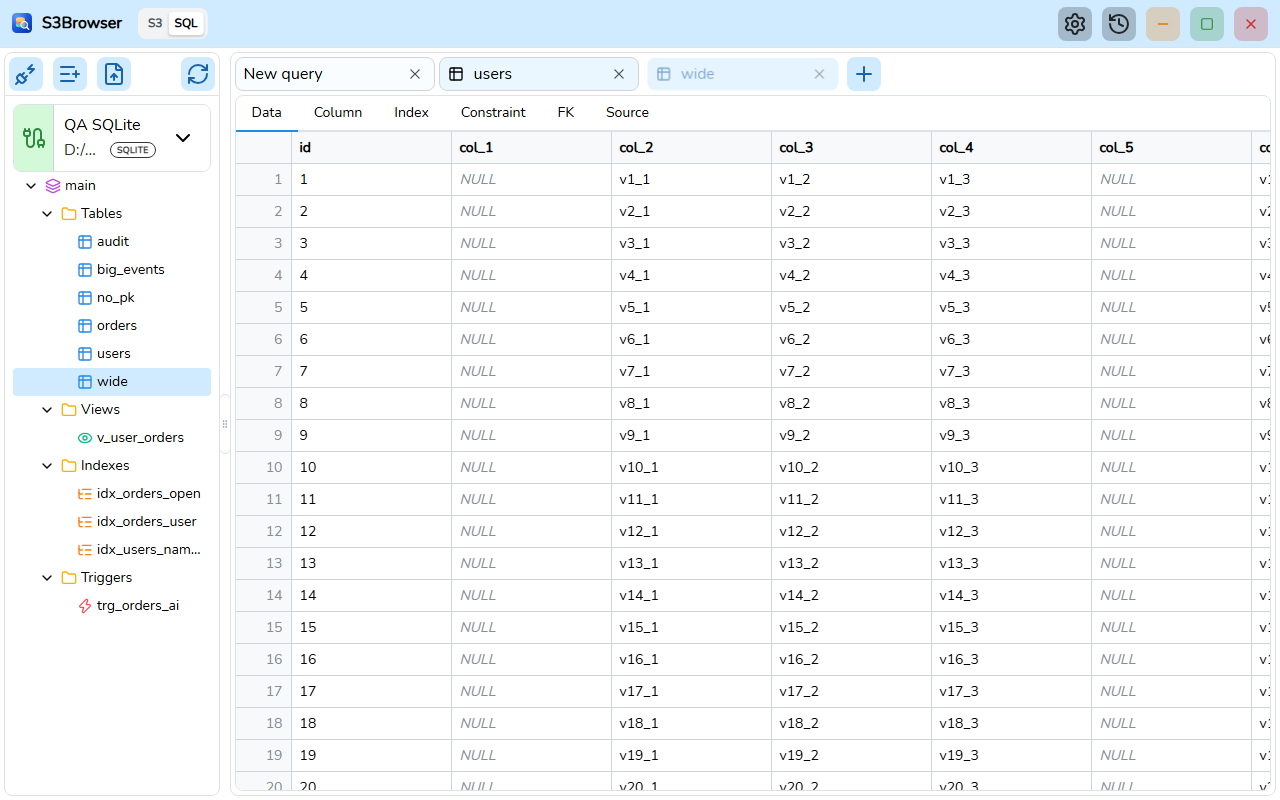 S3Browser S3 SQL
New query users wide
QA SQLite
D:/... SQLITE
main
Tables
audit
big_events
no_pk
orders
users
wide
Views
v_user_orders
Indexes
idx_orders_open
idx_orders_user
idx_users_nam...
Triggers
trg_orders_ai
Data Column Index Constraint FK Source
id col_1 col_2 col_3 col_4 col_5
1 1 NULL v1_1 v1_2 v1_3 NULL
2 2 NULL v2_1 v2_2 v2_3 NULL
3 3 NULL v3_1 v3_2 v3_3 NULL
4 4 NULL v4_1 v4_2 v4_3 NULL
5 5 NULL v5_1 v5_2 v5_3 NULL
6 6 NULL v6_1 v6_2 v6_3 NULL
7 7 NULL v7_1 v7_2 v7_3 NULL
8 8 NULL v8_1 v8_2 v8_3 NULL
9 9 NULL v9_1 v9_2 v9_3 NULL
10 10 NULL v10_1 v10_2 v10_3 NULL
11 11 NULL v11_1 v11_2 v11_3 NULL
12 12 NULL v12_1 v12_2 v12_3 NULL
13 13 NULL v13_1 v13_2 v13_3 NULL
14 14 NULL v14_1 v14_2 v14_3 NULL
15 15 NULL v15_1 v15_2 v15_3 NULL
16 16 NULL v16_1 v16_2 v16_3 NULL
17 17 NULL v17_1 v17_2 v17_3 NULL
18 18 NULL v18_1 v18_2 v18_3 NULL
19 19 NULL v19_1 v19_2 v19_3 NULL
20 20 NULL v20_1 v20_2 v20_3 NULL